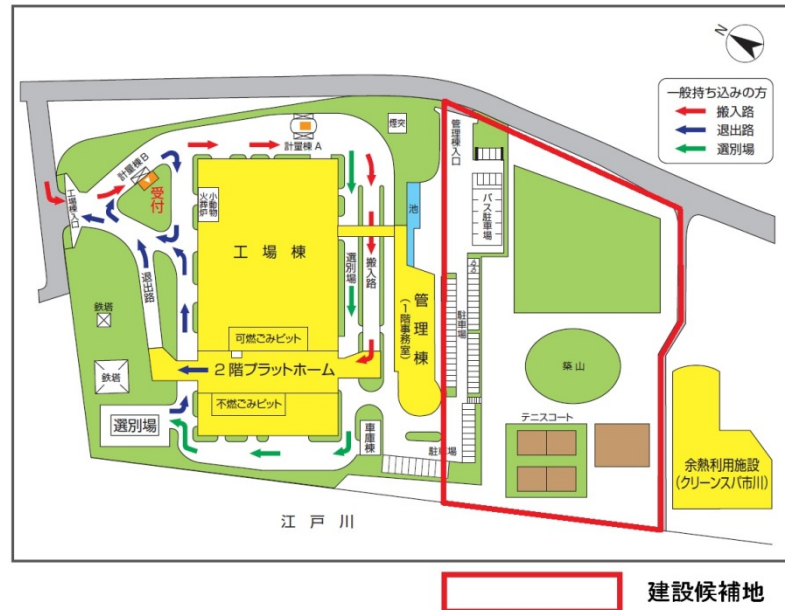 N
一般持ち込みの方
搬入路
退出路
選別場
煙突
管理棟入口
計量棟A
計量棟B
受付
工場棟入口
小動物
火葬炉
工場棟
池
バス駐車場
選別場
搬入路
管理棟
(1階事務室)
駐車場
退出路
鉄塔
鉄塔
可燃ごみピット
2階プラットホーム
不燃ごみピット
築山
テニスコート
選別場
車庫棟
駐車場
余熱利用施設
(クリーンスパ市川)
江戸川
建設候補地